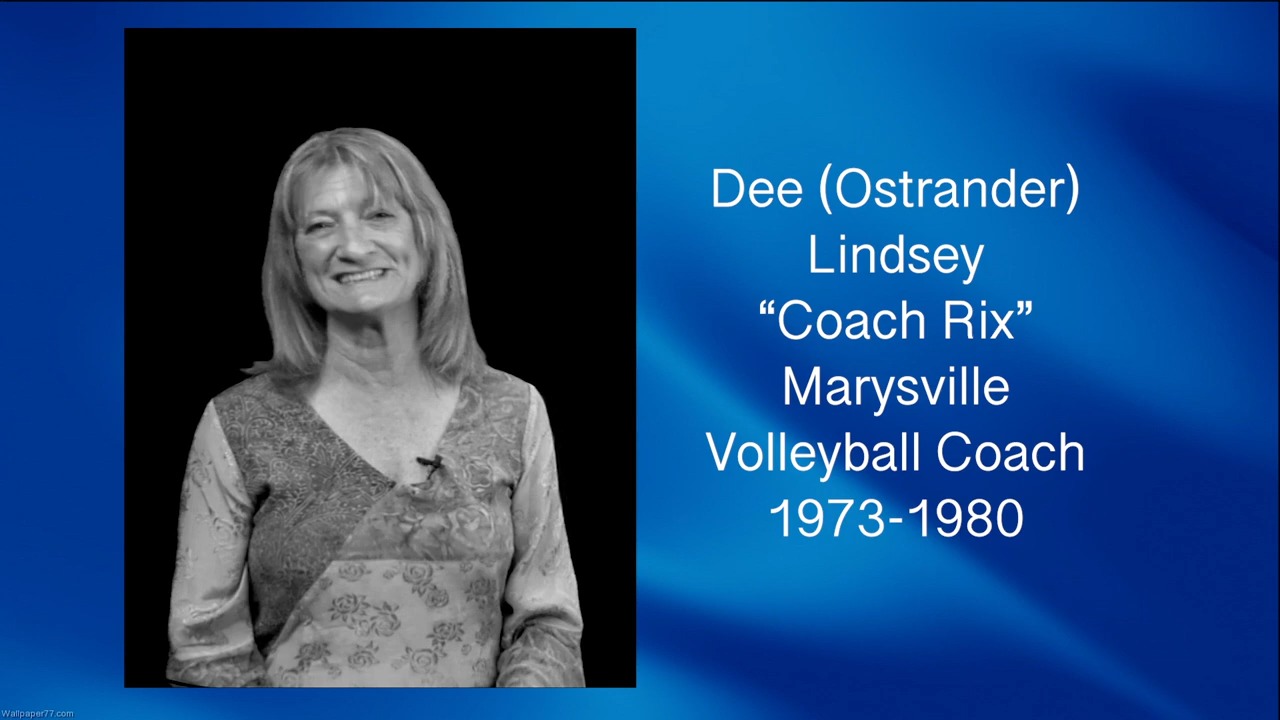 Dee (Ostrander)
Lindsey
“Coach Rix”
Marysville
Volleyball Coach
1973-1980
Wallpaper77.com